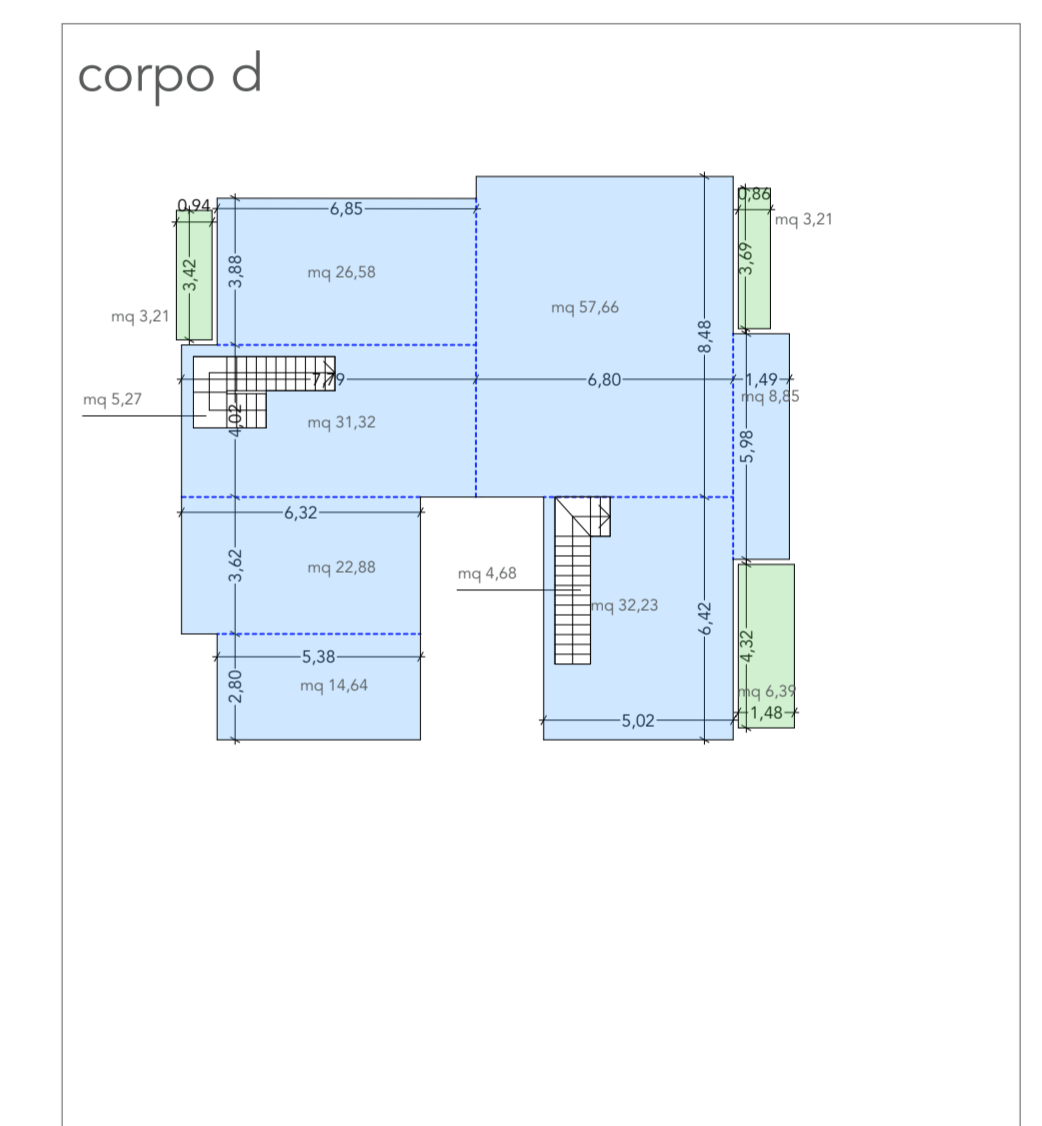 corpo d
0,94
6,85
0,86
mq 3,21
3,42
3,88
mq 26,58
3,69
mq 57,66
mq 3,21
8,48
7,79
6,80
1,49
mq 8,85
mq 5,27
4,02
mq 31,32
5,98
6,32
3,62
mq 22,88
mq 4,68
mq 32,23
6,42
4,32
5,38
2,80
mq 14,64
mq 6,39
1,48
5,02